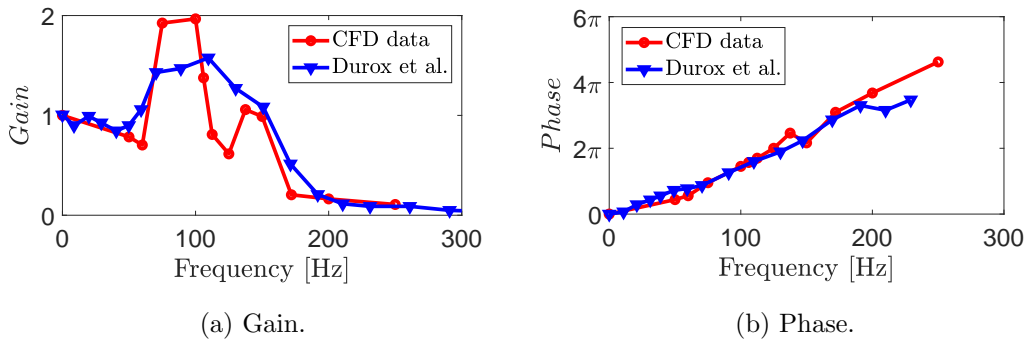 2
1
0
Gain
CFD data
Durox et al.
0 100 200 300
Frequency [Hz]
(a) Gain.
6π
4π
2π
0
Phase
CFD data
Durox et al.
0 100 200 300
Frequency [Hz]
(b) Phase.